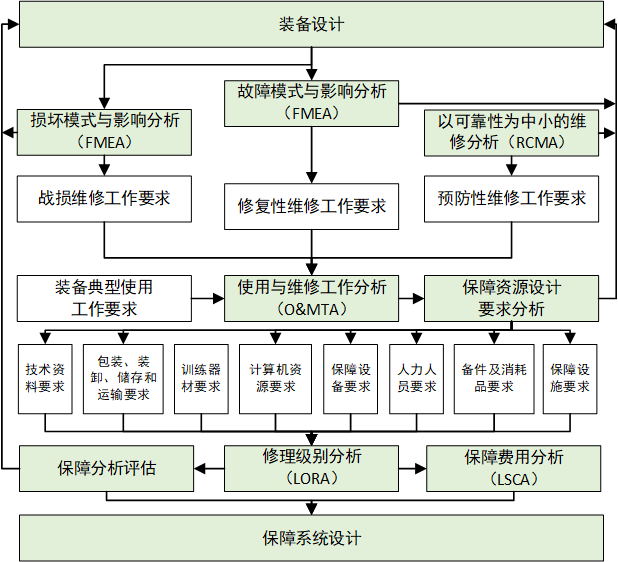 装备设计
故障模式与影响分析
（FMEA）
损坏模式与影响分析
（FMEA）
以可靠性为中小的维
修分析（RCMA）
战损维修工作要求
修复性维修工作要求
预防性维修工作要求
装备典型使用
工作要求
使用与维修工作分析
（O&MTA）
保障资源设计
要求分析
技术资
料要求
包装、装
卸、储存和
运输要求
训练器
材要求
计算机资
源要求
保障设
备要求
人力人
员要求
备件及消耗
品要求
保障设
施要求
保障分析评估
修理级别分析
（LORA）
保障费用分析
（LSCA）
保障系统设计